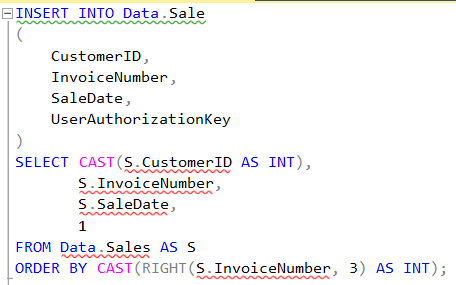 INSERT INTO Data.Sale
(
    CustomerID,
    InvoiceNumber,
    SaleDate,
    UserAuthorizationKey
)
SELECT CAST(S.CustomerID AS INT),
       S.InvoiceNumber,
       S.SaleDate,
       1
FROM Data.Sales AS S
ORDER BY CAST(RIGHT(S.InvoiceNumber, 3) AS INT);